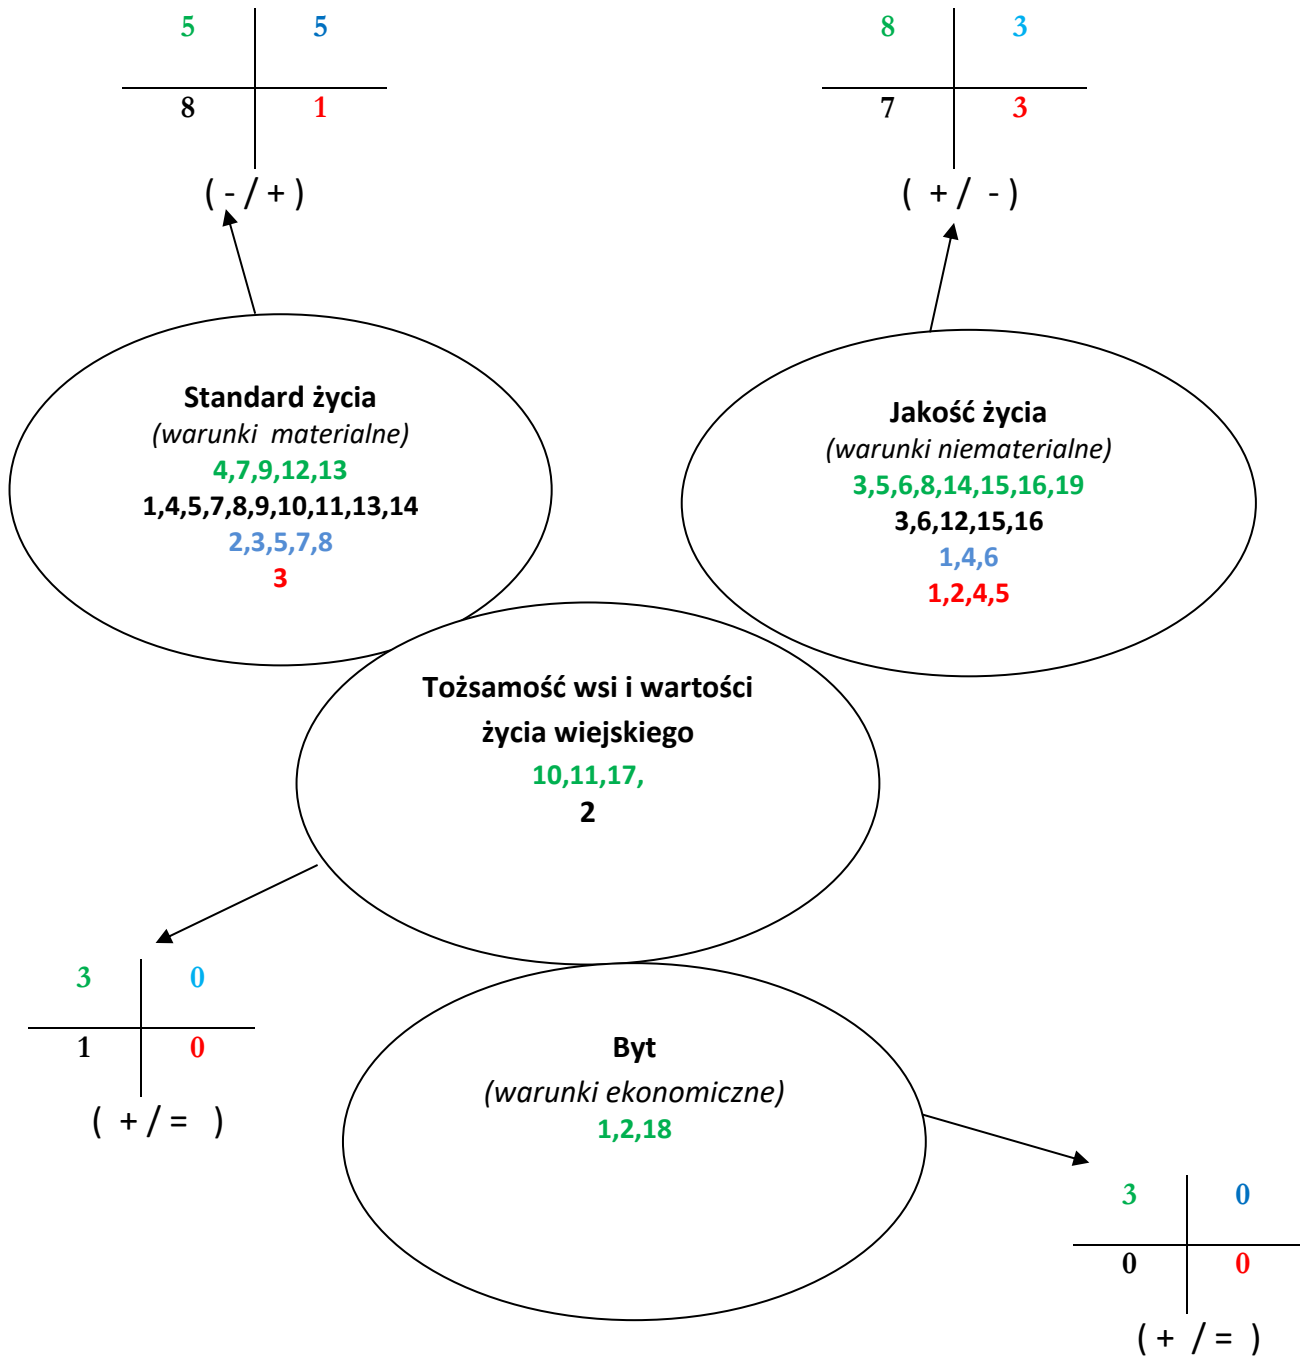 5 5
8 1
( - / + )
8 3
7 3
( + / - )
Standard życia
(warunki materialne)
4,7,9,12,13
1,4,5,7,8,9,10,11,13,14
2,3,5,7,8
3
Jakość życia
(warunki niematerialne)
3,5,6,8,14,15,16,19
3,6,12,15,16
1,4,6
1,2,4,5
Tożsamość wsi i wartości
życia wiejskiego
10,11,17,
2
3 0
1 0
( + / = )
Byt
(warunki ekonomiczne)
1,2,18
3 0
0 0
( + / = )